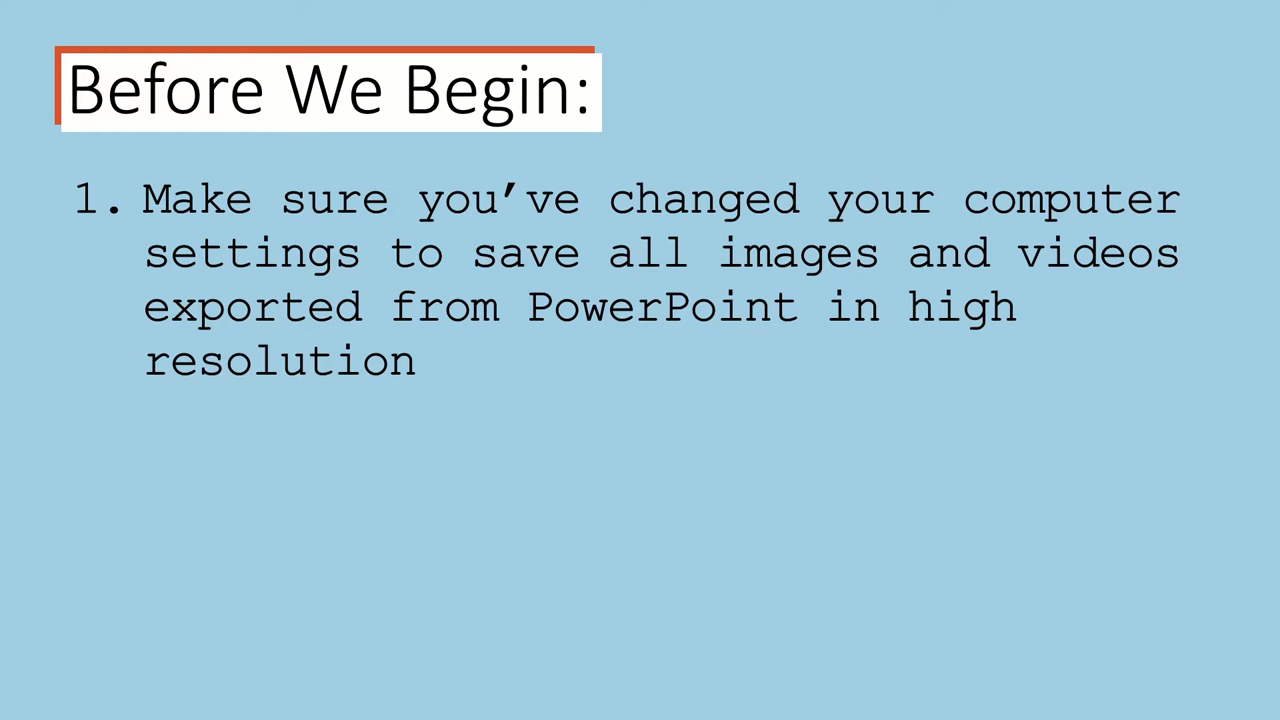 Before We Begin:
1. Make sure you’ve changed your computer
settings to save all images and videos
exported from PowerPoint in high
resolution